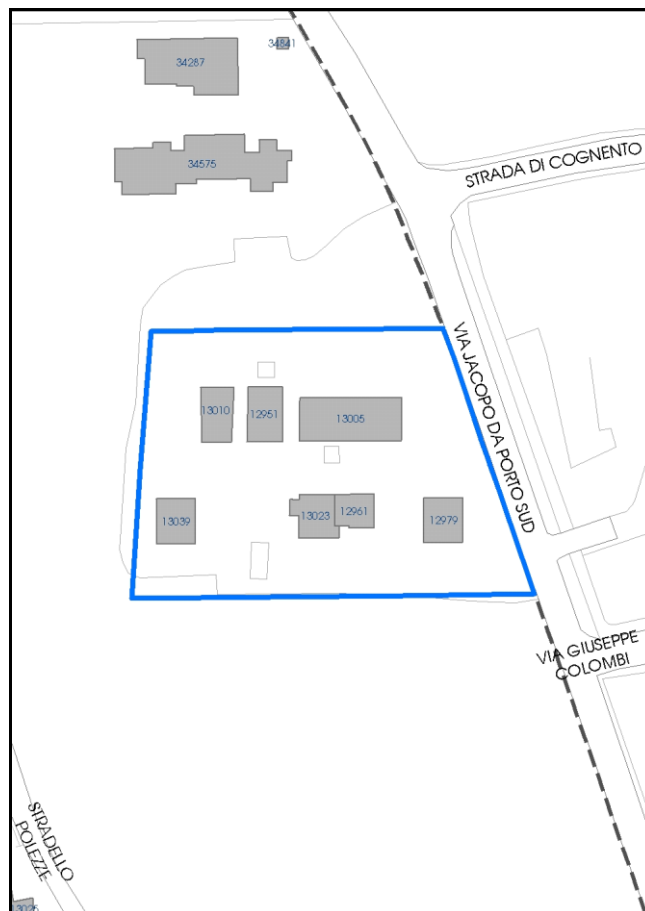 34841
34287
34575
STRADA DI COGNENTO
VIA JACOPO DA PORTO SUD
13010
12951
13005
13039
13023
12961
12979
VIA GIUSEPPE
COLOMBI
STRADELLO
POLEZZE